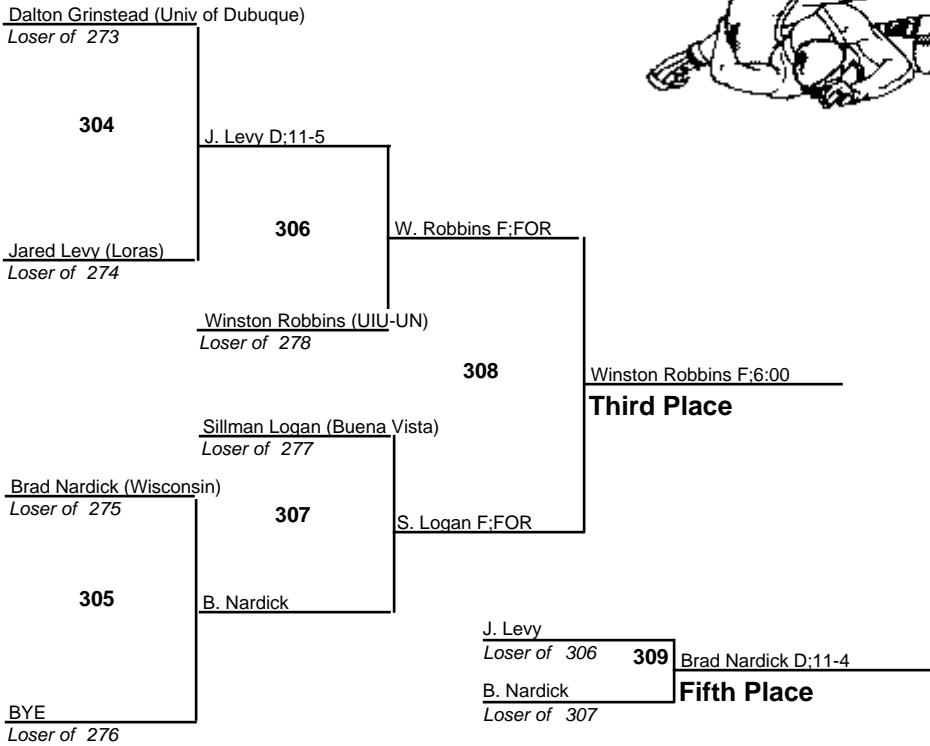 Dalton Grinstead (Univ of Dubuque)
Loser of 273
304
J. Levy D;11-5
Jared Levy (Loras)
Loser of 274
306
W. Robbins F;FOR
Winston Robbins (UIU-UN)
Loser of 278
308
Winston Robbins F;6:00
Third Place
Sillman Logan (Buena Vista)
Loser of 277
Brad Nardick (Wisconsin)
Loser of 275
307
S. Logan F;FOR
305
B. Nardick
BYE
Loser of 276
J. Levy
Loser of 306
309
Brad Nardick D;11-4
Fifth Place
B. Nardick
Loser of 307